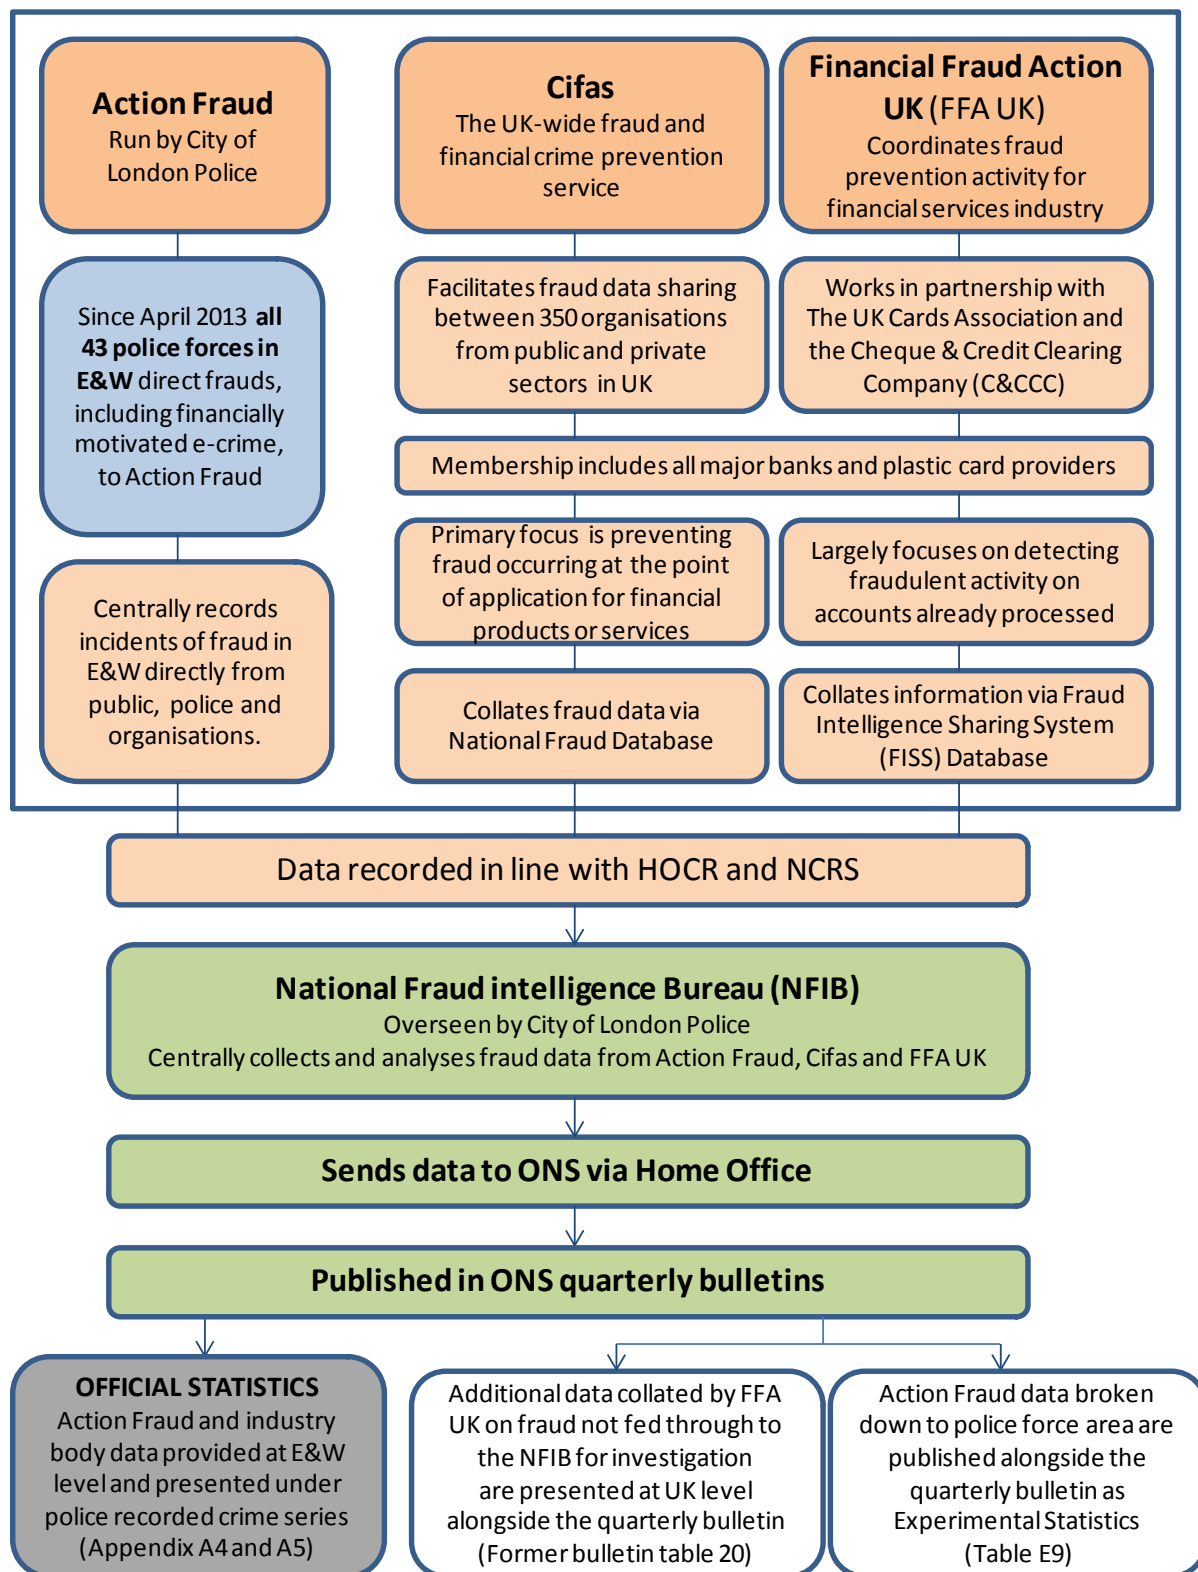 Action Fraud
Run by City of
London Police
Since April 2013 all
43 police forces in
E&W direct frauds,
including financially
motivated e-crime,
to Action Fraud
Centrally records
incidents of fraud in
E&W directly from
public, police and
organisations.
Cifas
The UK-wide fraud and
financial crime prevention
service
Facilitates fraud data sharing
between 350 organisations
from public and private
sectors in UK
Financial Fraud Action
UK (FFA UK)
Coordinates fraud
prevention activity for
financial services industry
Works in partnership with
The UK Cards Association and
the Cheque & Credit Clearing
Company (C&CCC)
Membership includes all major banks and plastic card providers
Primary focus is preventing
fraud occurring at the point
of application for financial
products or services
Collates fraud data via
National Fraud Database
Largely focuses on detecting
fraudulent activity on
accounts already processed
Collates information via Fraud
Intelligence Sharing System
(FISS) Database
Data recorded in line with HOCR and NCRS
National Fraud intelligence Bureau (NFIB)
Overseen by City of London Police
Centrally collects and analyses fraud data from Action Fraud, Cifas and FFA UK
Sends data to ONS via Home Office
Published in ONS quarterly bulletins
OFFICIAL STATISTICS
Action Fraud and industry
body data provided at E&W
level and presented under
police recorded crime series
(Appendix A4 and A5)
Additional data collated by FFA
UK on fraud not fed through to
the NFIB for investigation
are presented at UK level
alongside the quarterly bulletin
(Former bulletin table 20)
Action Fraud data broken
down to police force area are
published alongside the
quarterly bulletin as
Experimental Statistics
(Table E9)